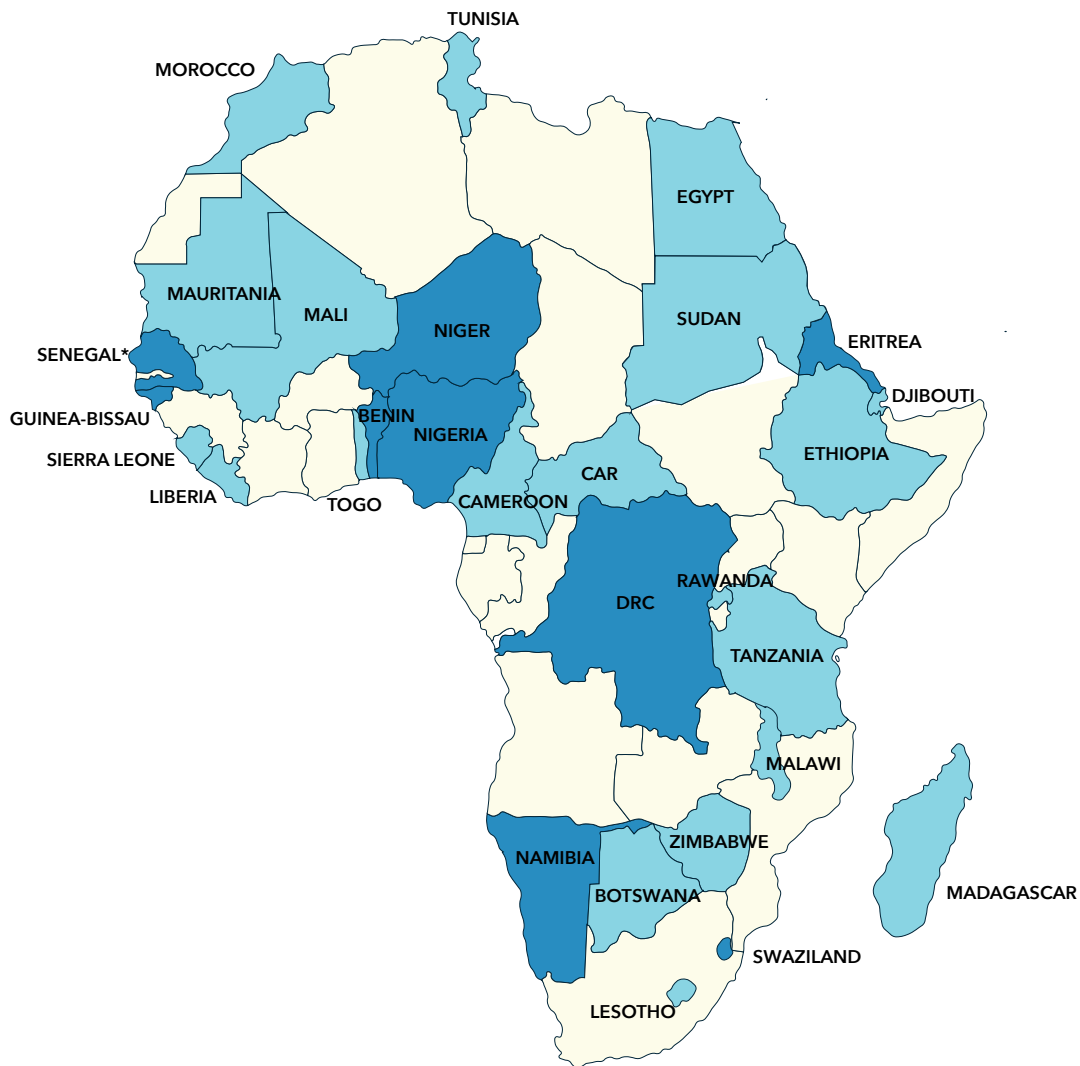 TUNISIA
MOROCCO
EGYPT
MAURITANIA
MALI
NIGER
SUDAN
SENEGAL*
ERITREA
DJIBOUTI
GUINEA-BISSAU
BENIN
NIGERIA
ETHIOPIA
SIERRA LEONE
CAR
LIBERIA
TOGO
CAMEROON
RAWANDA
DRC
TANZANIA
MALAWI
ZIMBABWE
NAMIBIA
BOTSWANA
MADAGASCAR
SWAZILAND
LESOTHO